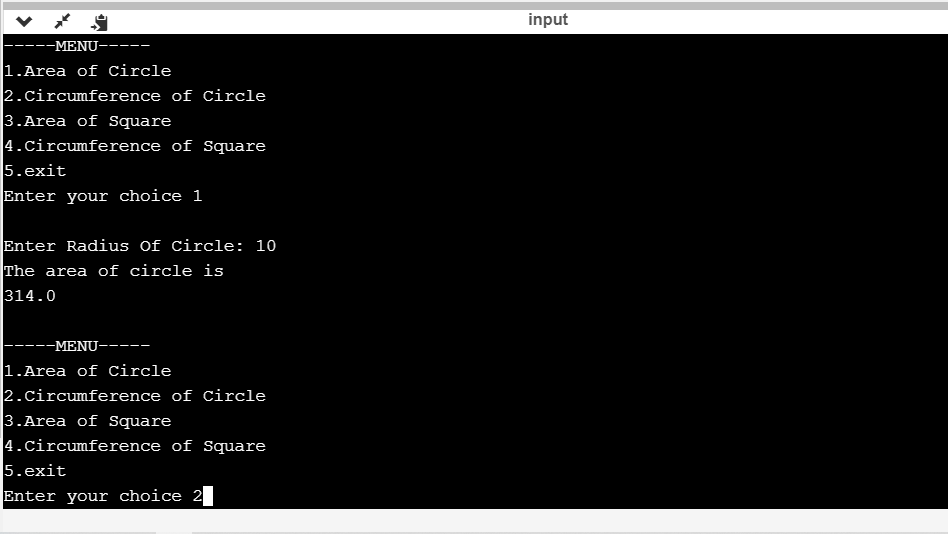 input
-----MENU-----
1.Area of Circle
2.Circumference of Circle
3.Area of Square
4.Circumference of Square
5.exit
Enter your choice 1
Enter Radius Of Circle: 10
The area of circle is
314.0
-----MENU-----
1.Area of Circle
2.Circumference of Circle
3.Area of Square
4.Circumference of Square
5.exit
Enter your choice 2